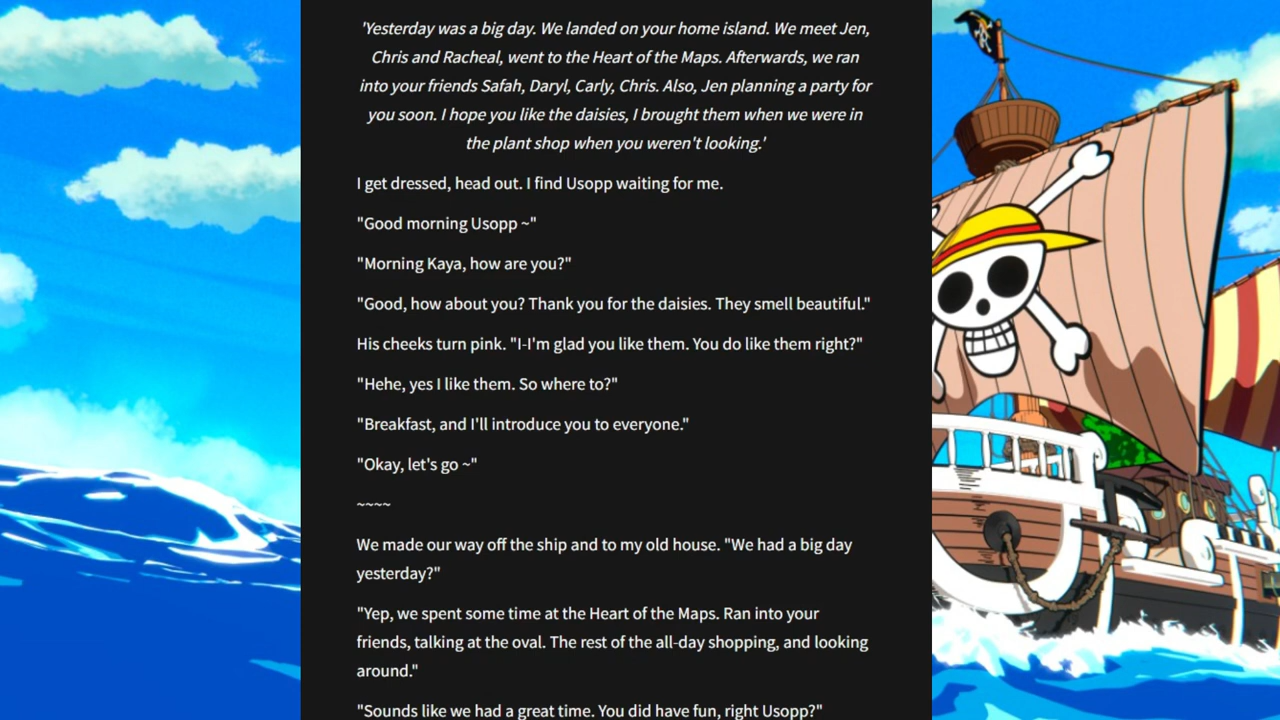 'Yesterday was a big day. We landed on your home island. We meet Jen,
Chris and Racheal, went to the Heart of the Maps. Afterwards, we ran
into your friends Safah, Daryl, Carly, Chris. Also, Jen planning a party for
you soon. I hope you like the daisies, I brought them when we were in
the plant shop when you weren't looking.'
I get dressed, head out. I find Usopp waiting for me.
"Good morning Usopp ~"
"Morning Kaya, how are you?"
"Good, how about you? Thank you for the daisies. They smell beautiful."
His cheeks turn pink. "I-I'm glad you like them. You do like them right?"
"Hehe, yes I like them. So where to?"
"Breakfast, and I'll introduce you to everyone."
"Okay, let's go ~"
~~~~
We made our way off the ship and to my old house. "We had a big day
yesterday?"
"Yep, we spent some time at the Heart of the Maps. Ran into your
friends, talking at the oval. The rest of the all-day shopping, and looking
around."
"Sounds like we had a great time. You did have fun, right Usopp?"